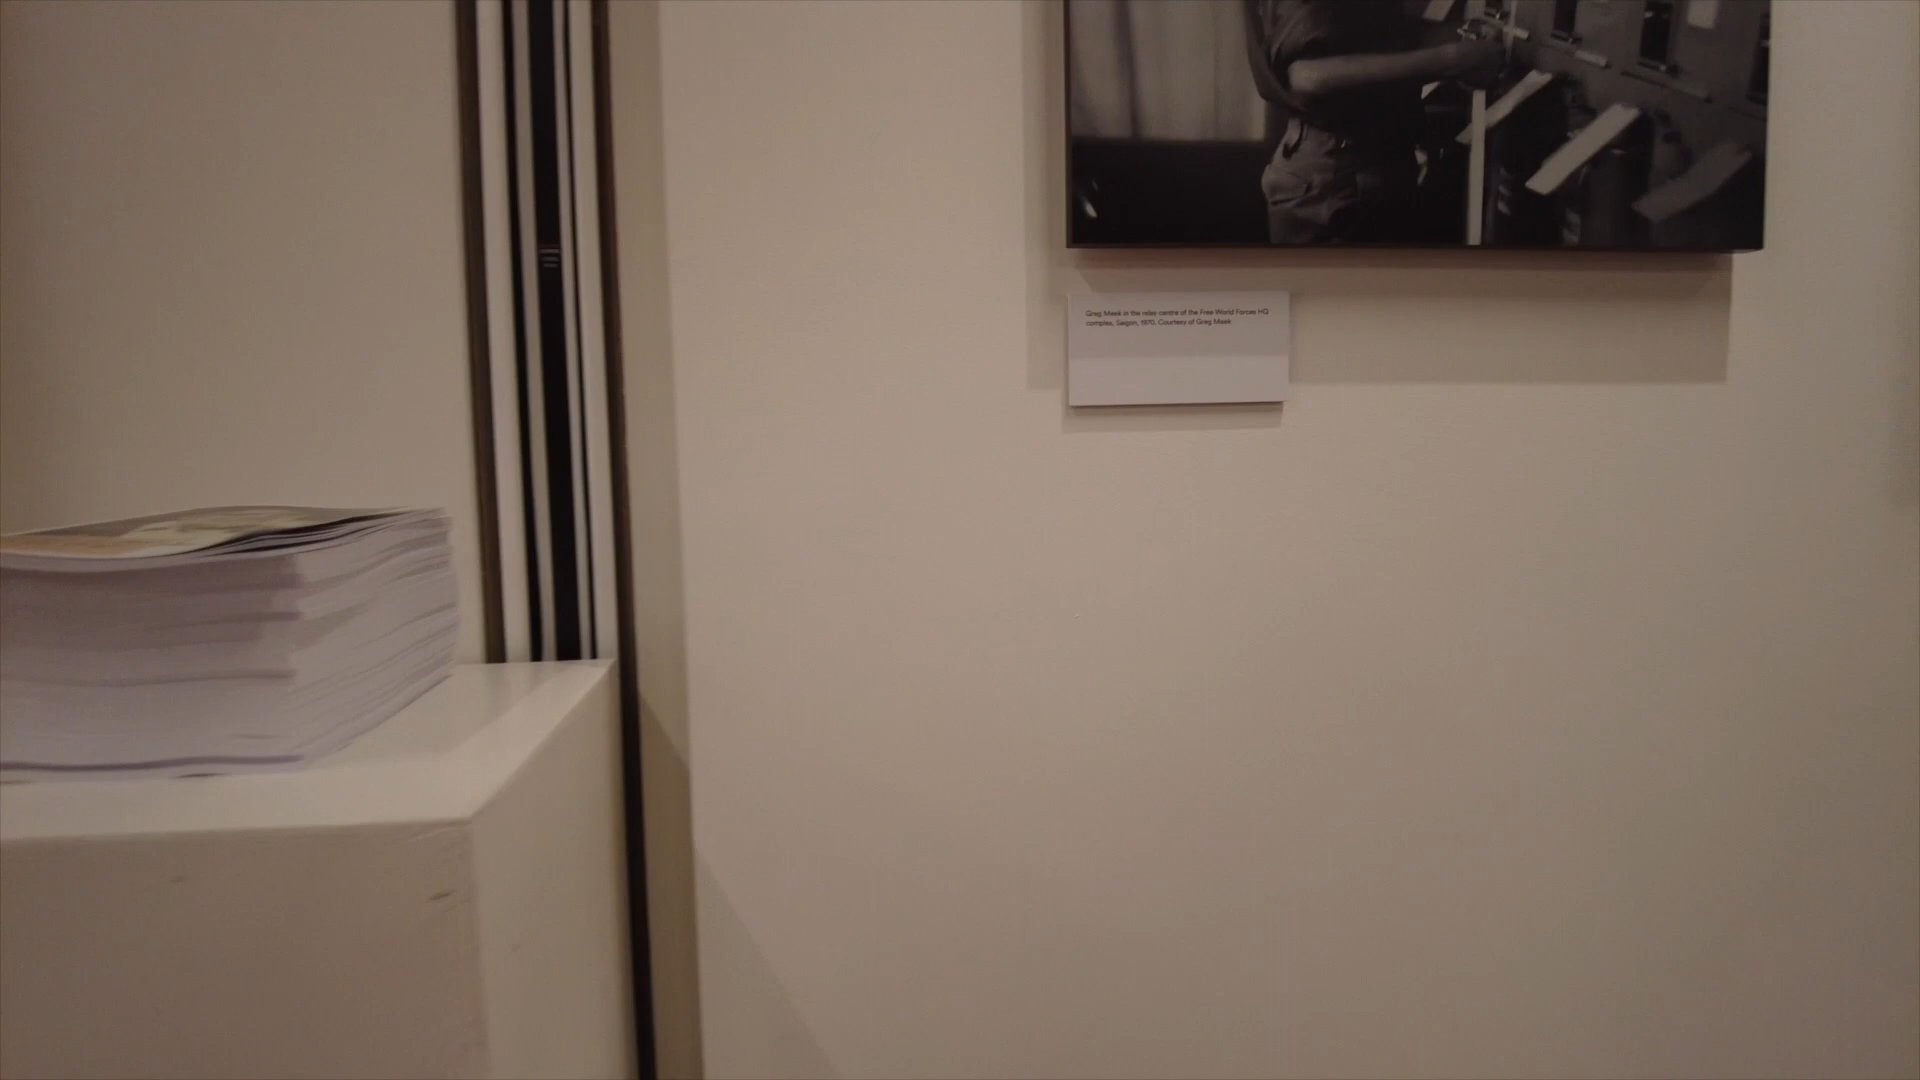 Greg Meek in the relay centre of the Free World Forces HQ
complex, Saigon, 1970. Courtesy of Greg Meek